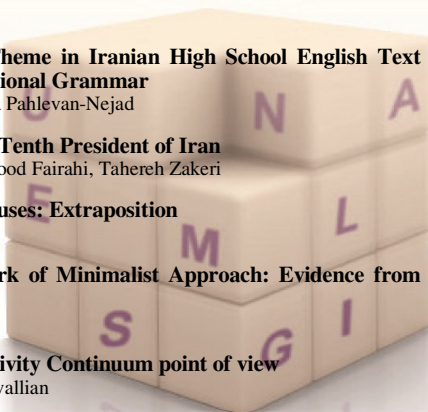 Theme in Iranian High School English Text
ional Grammar
Pahlevan-Nejad
Tenth President of Iran
ood Fairahi, Tahereh Zakeri
uses: Extraposition
rk of Minimalist Approach: Evidence from
ivity Continuum point of view
vallian
U N A
E M L
S G I